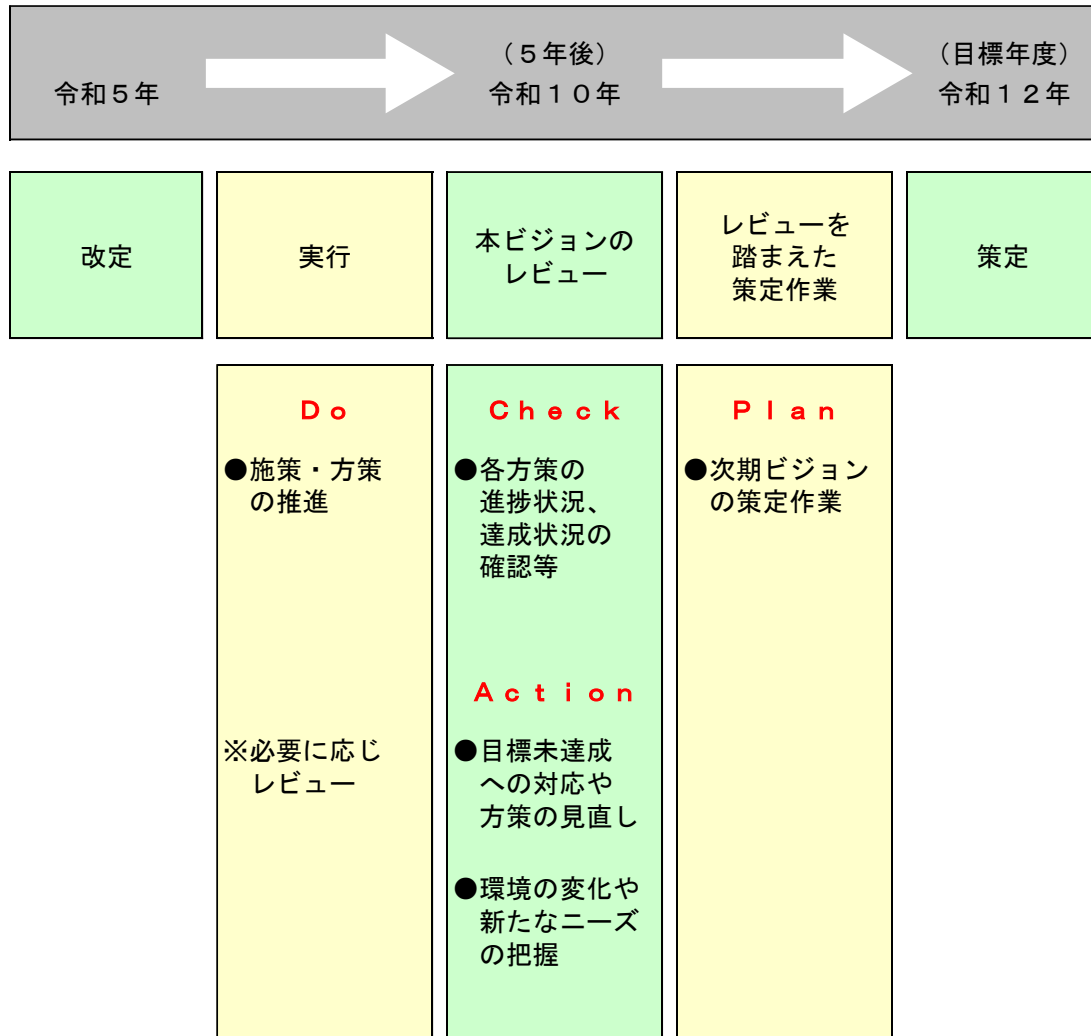 (5年後)
(目標年度)
令和5年
令和10年
令和12年
改定
実行
本ビジョンの
レビュー
レビューを
踏まえた
策定作業
策定
Do
●施策・方策
の推進
※必要に応じ
レビュー
Check
●各方策の
進捗状況、
達成状況の
確認等
Action
●目標未達成
への対応や
方策の見直し
●環境の変化や
新たなニーズ
の把握
Plan
●次期ビジョン
の策定作業